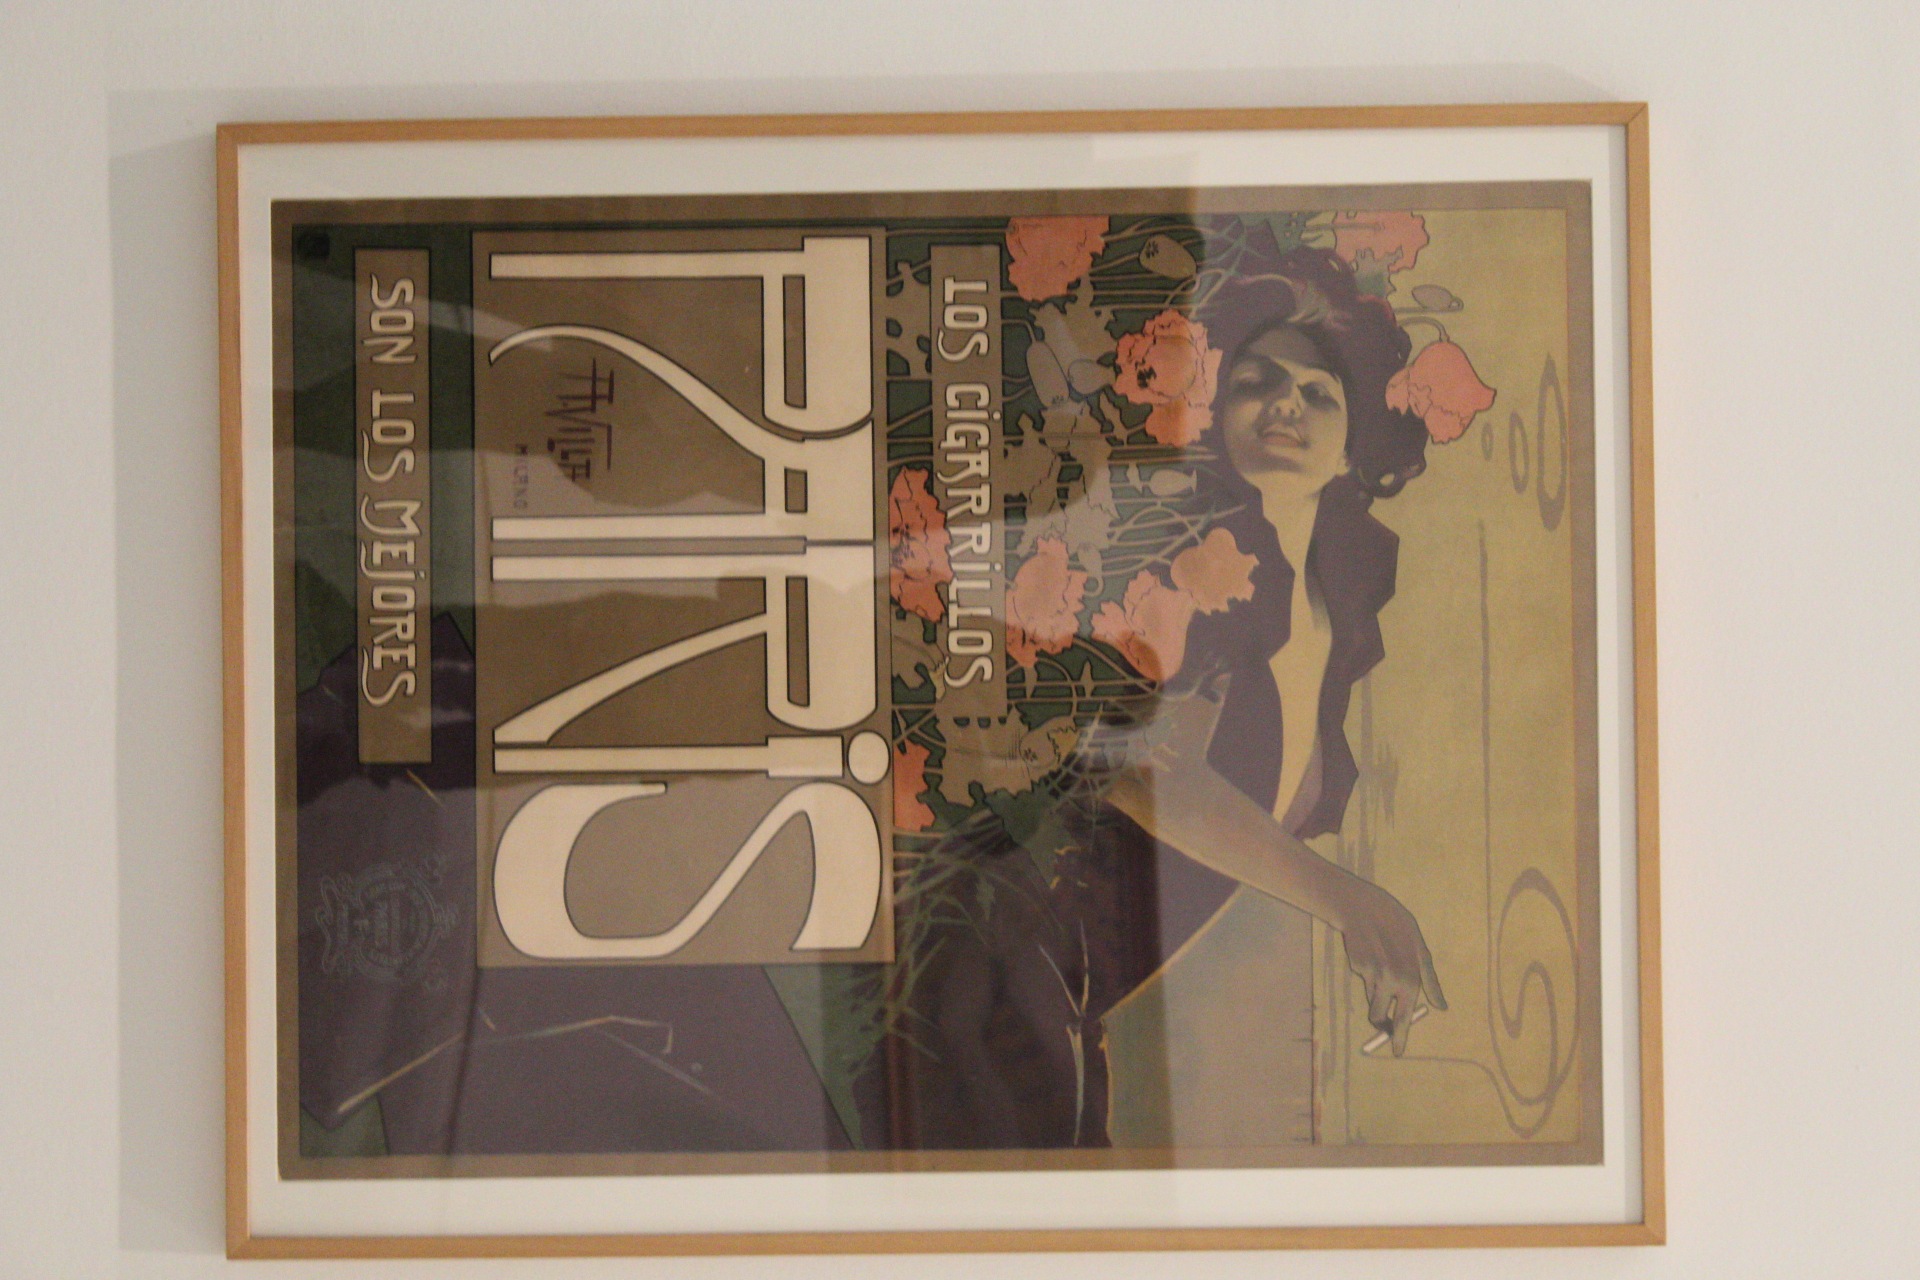 LOS CIGARRILLOS
PARIS
A. VILLA
MILANO
SON LOS MEJORES
PARIS